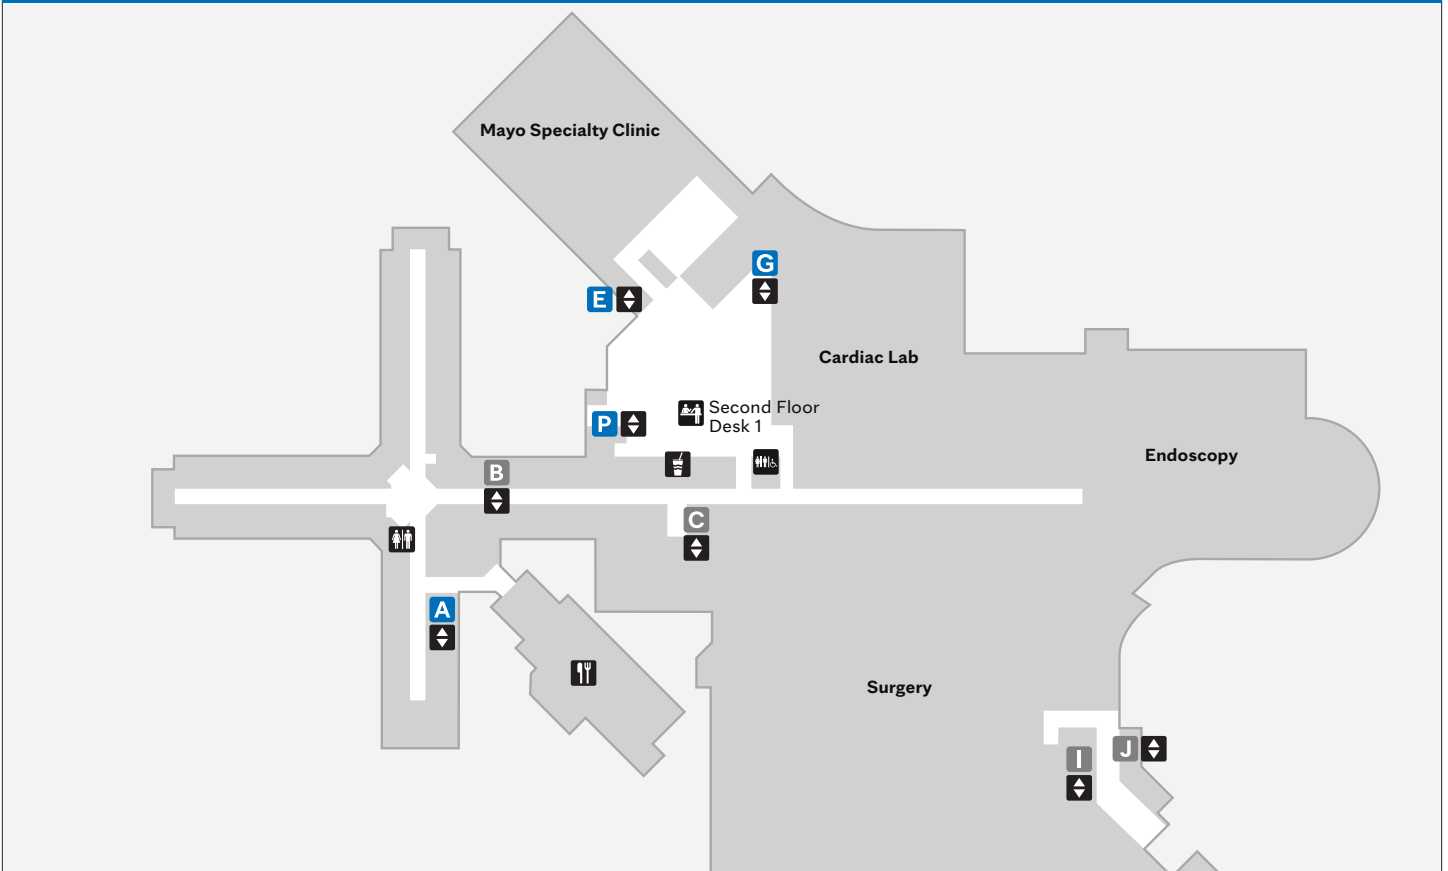 Mayo Specialty Clinic
G
E
Cardiac Lab
Second Floor
Desk 1
P
Endoscopy
B
C
A
Surgery
J
I